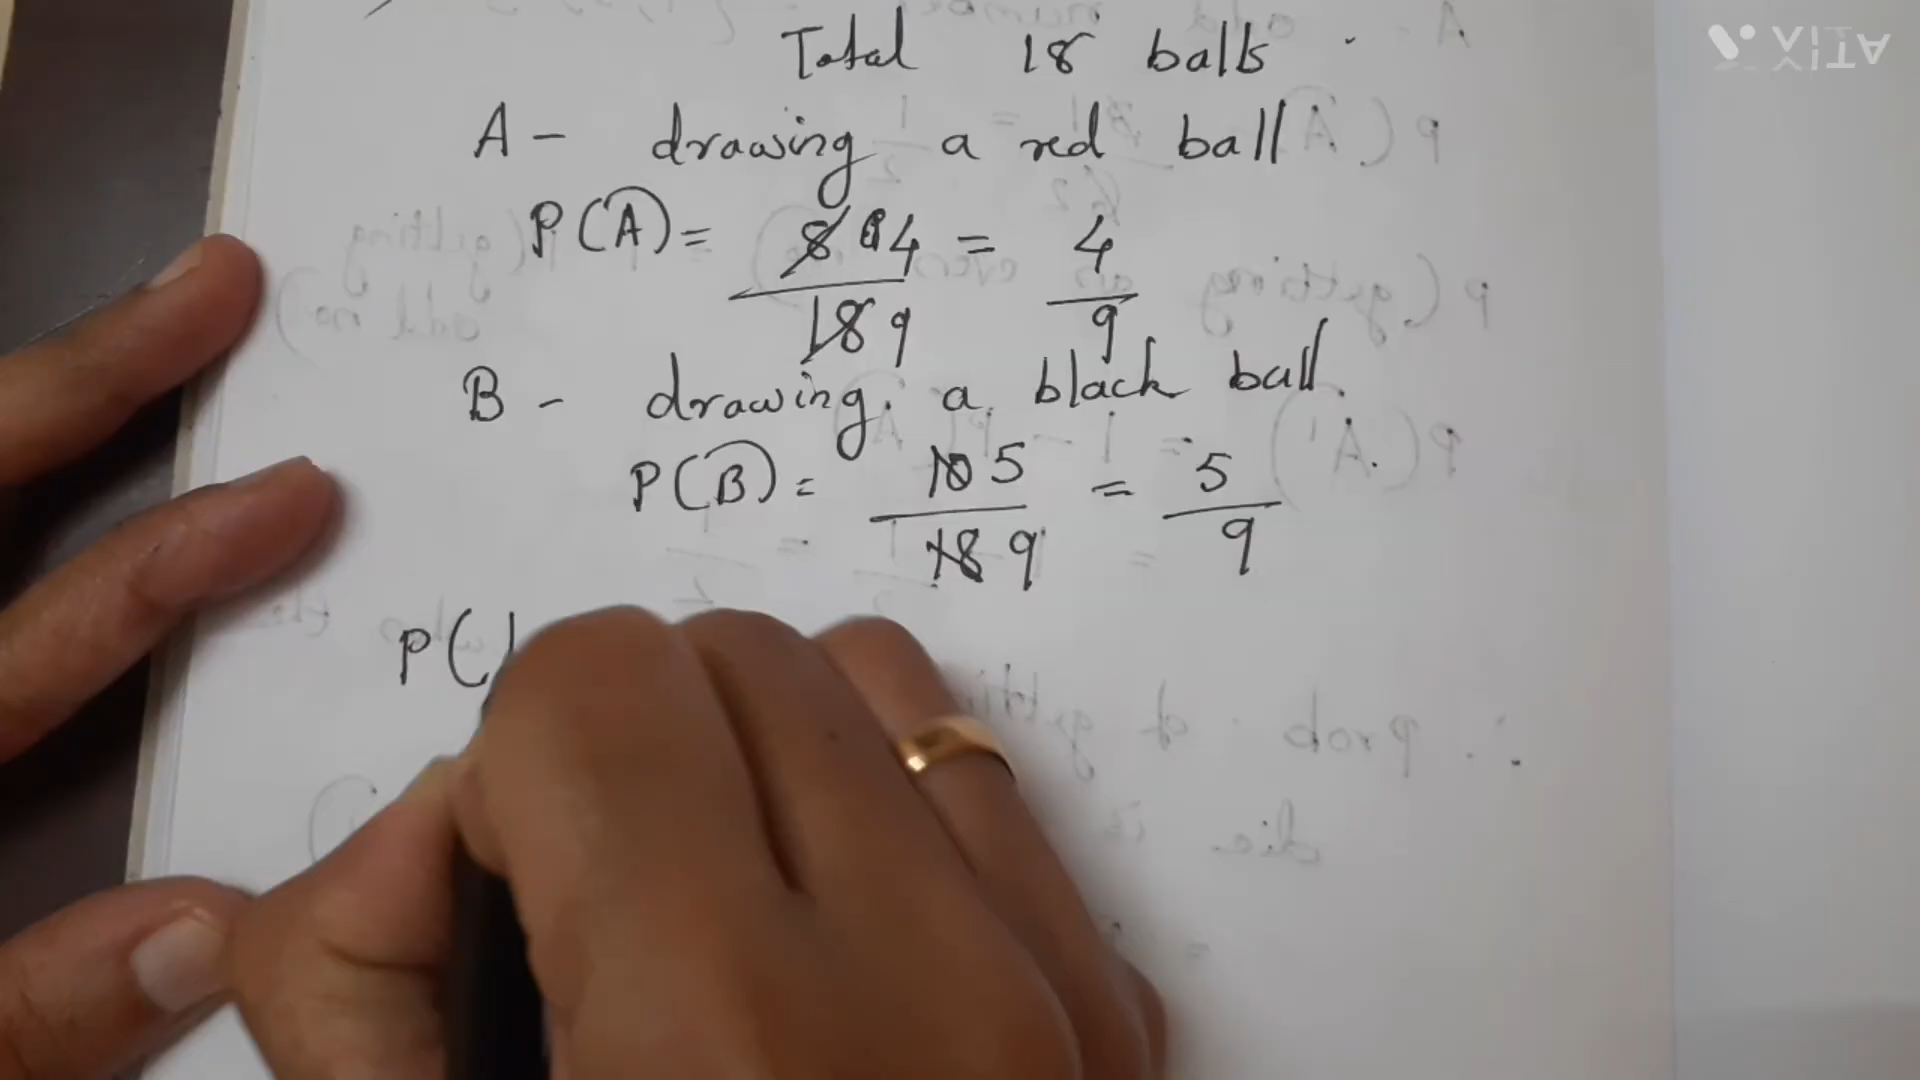 Total 18 balls.
A - drawing a red ball
P(A) = 8 4 / 18 9 = 4 / 9
B - drawing a black ball.
P(B) = 10 5 / 18 9 = 5 / 9
P(
VITA